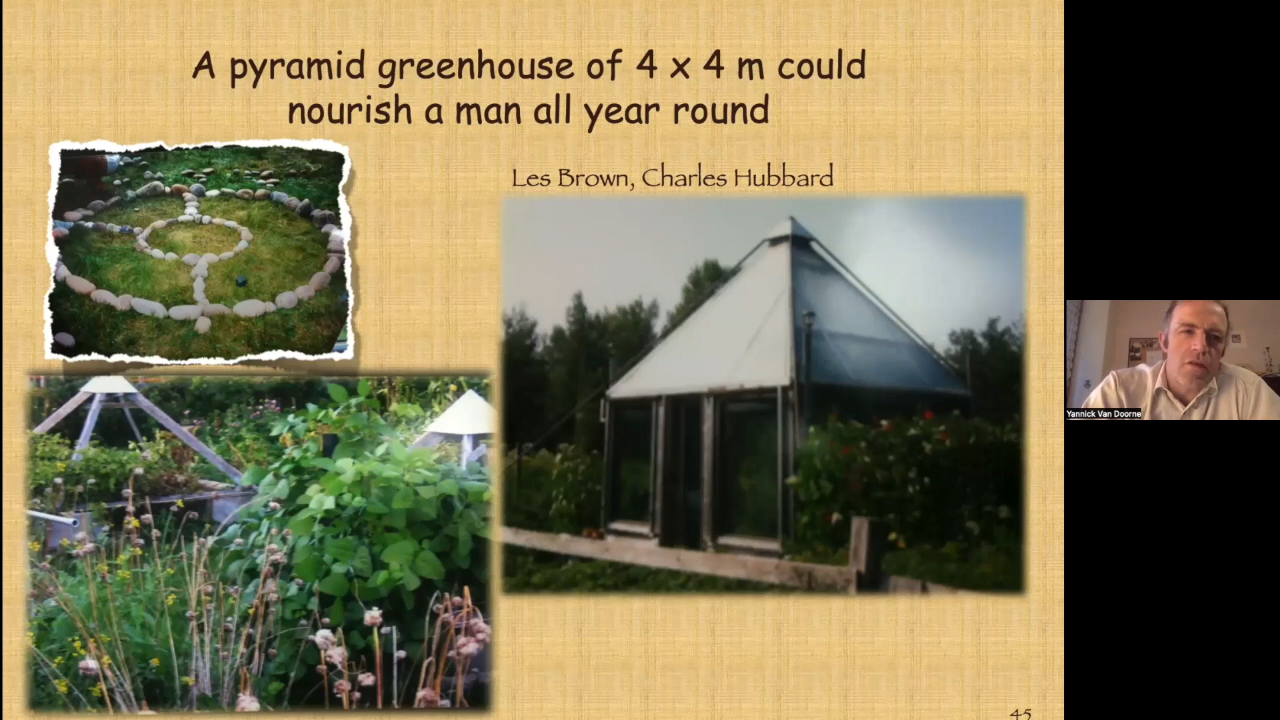 A pyramid greenhouse of 4 x 4 m could
nourish a man all year round
Les Brown, Charles Hubbard
Yannick Van Doorne
45